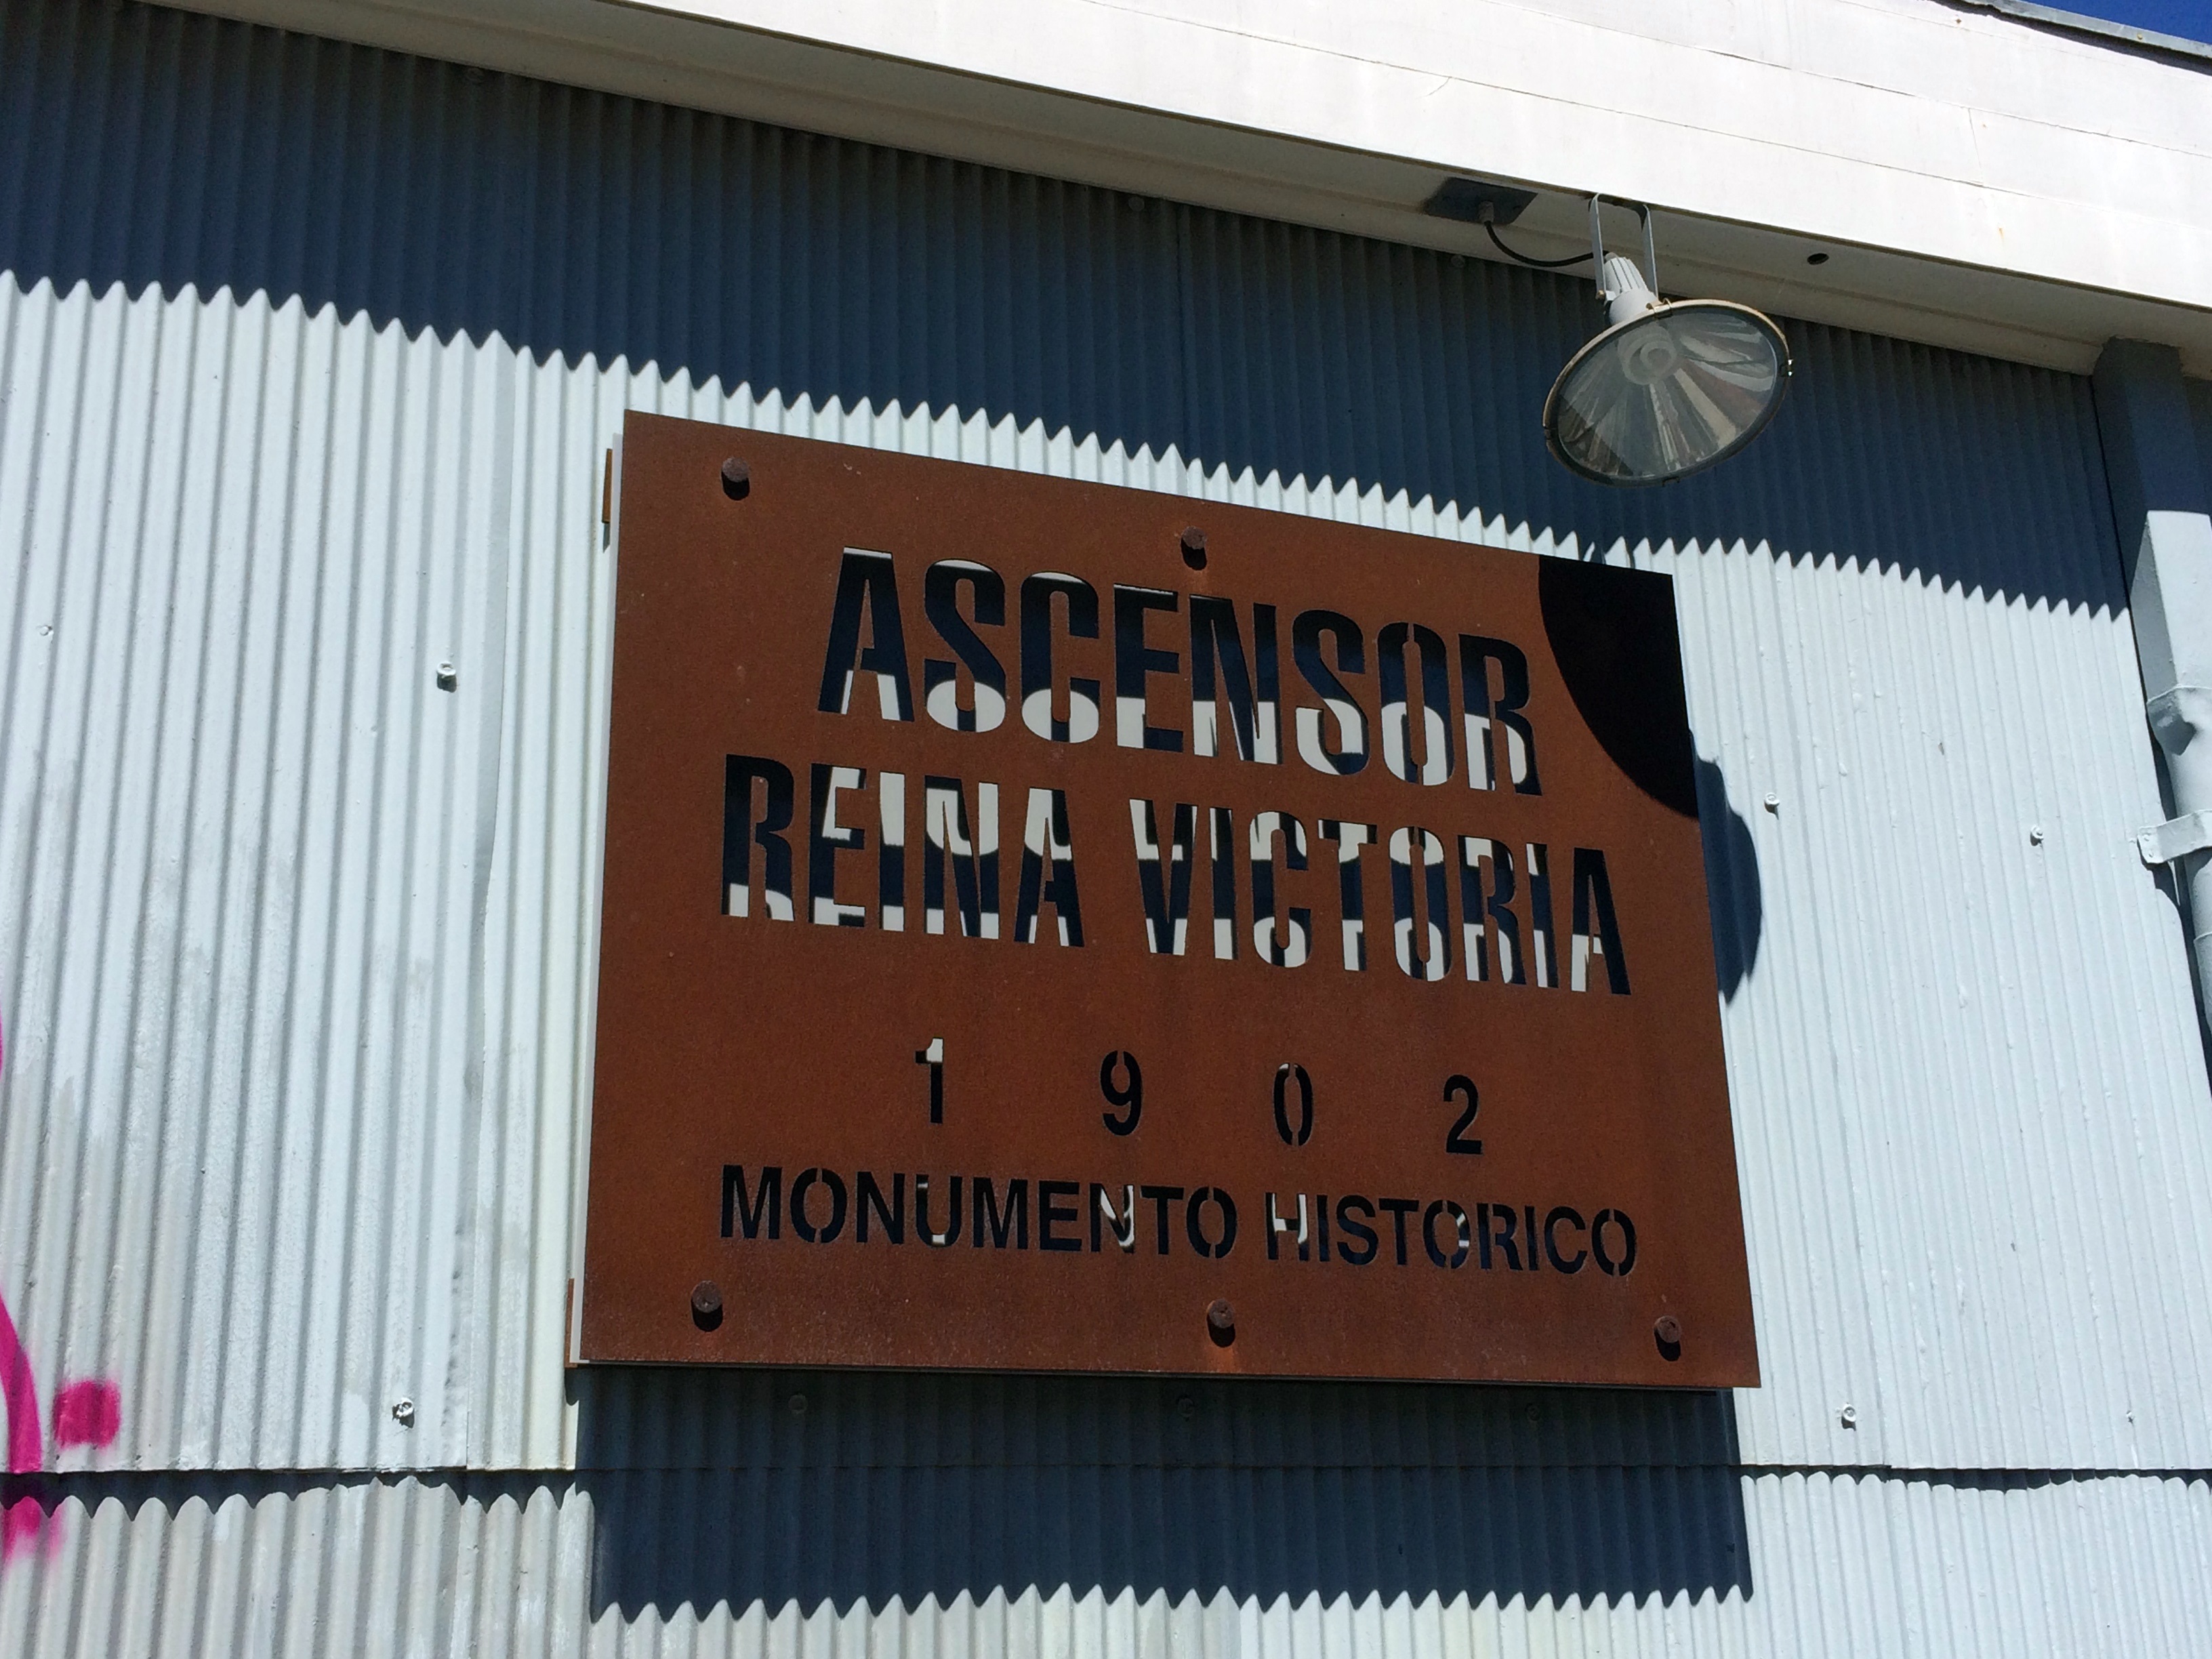 ASCENSOR
REINA VICTORIA
1 9 0 2
MONUMENTO HISTORICO